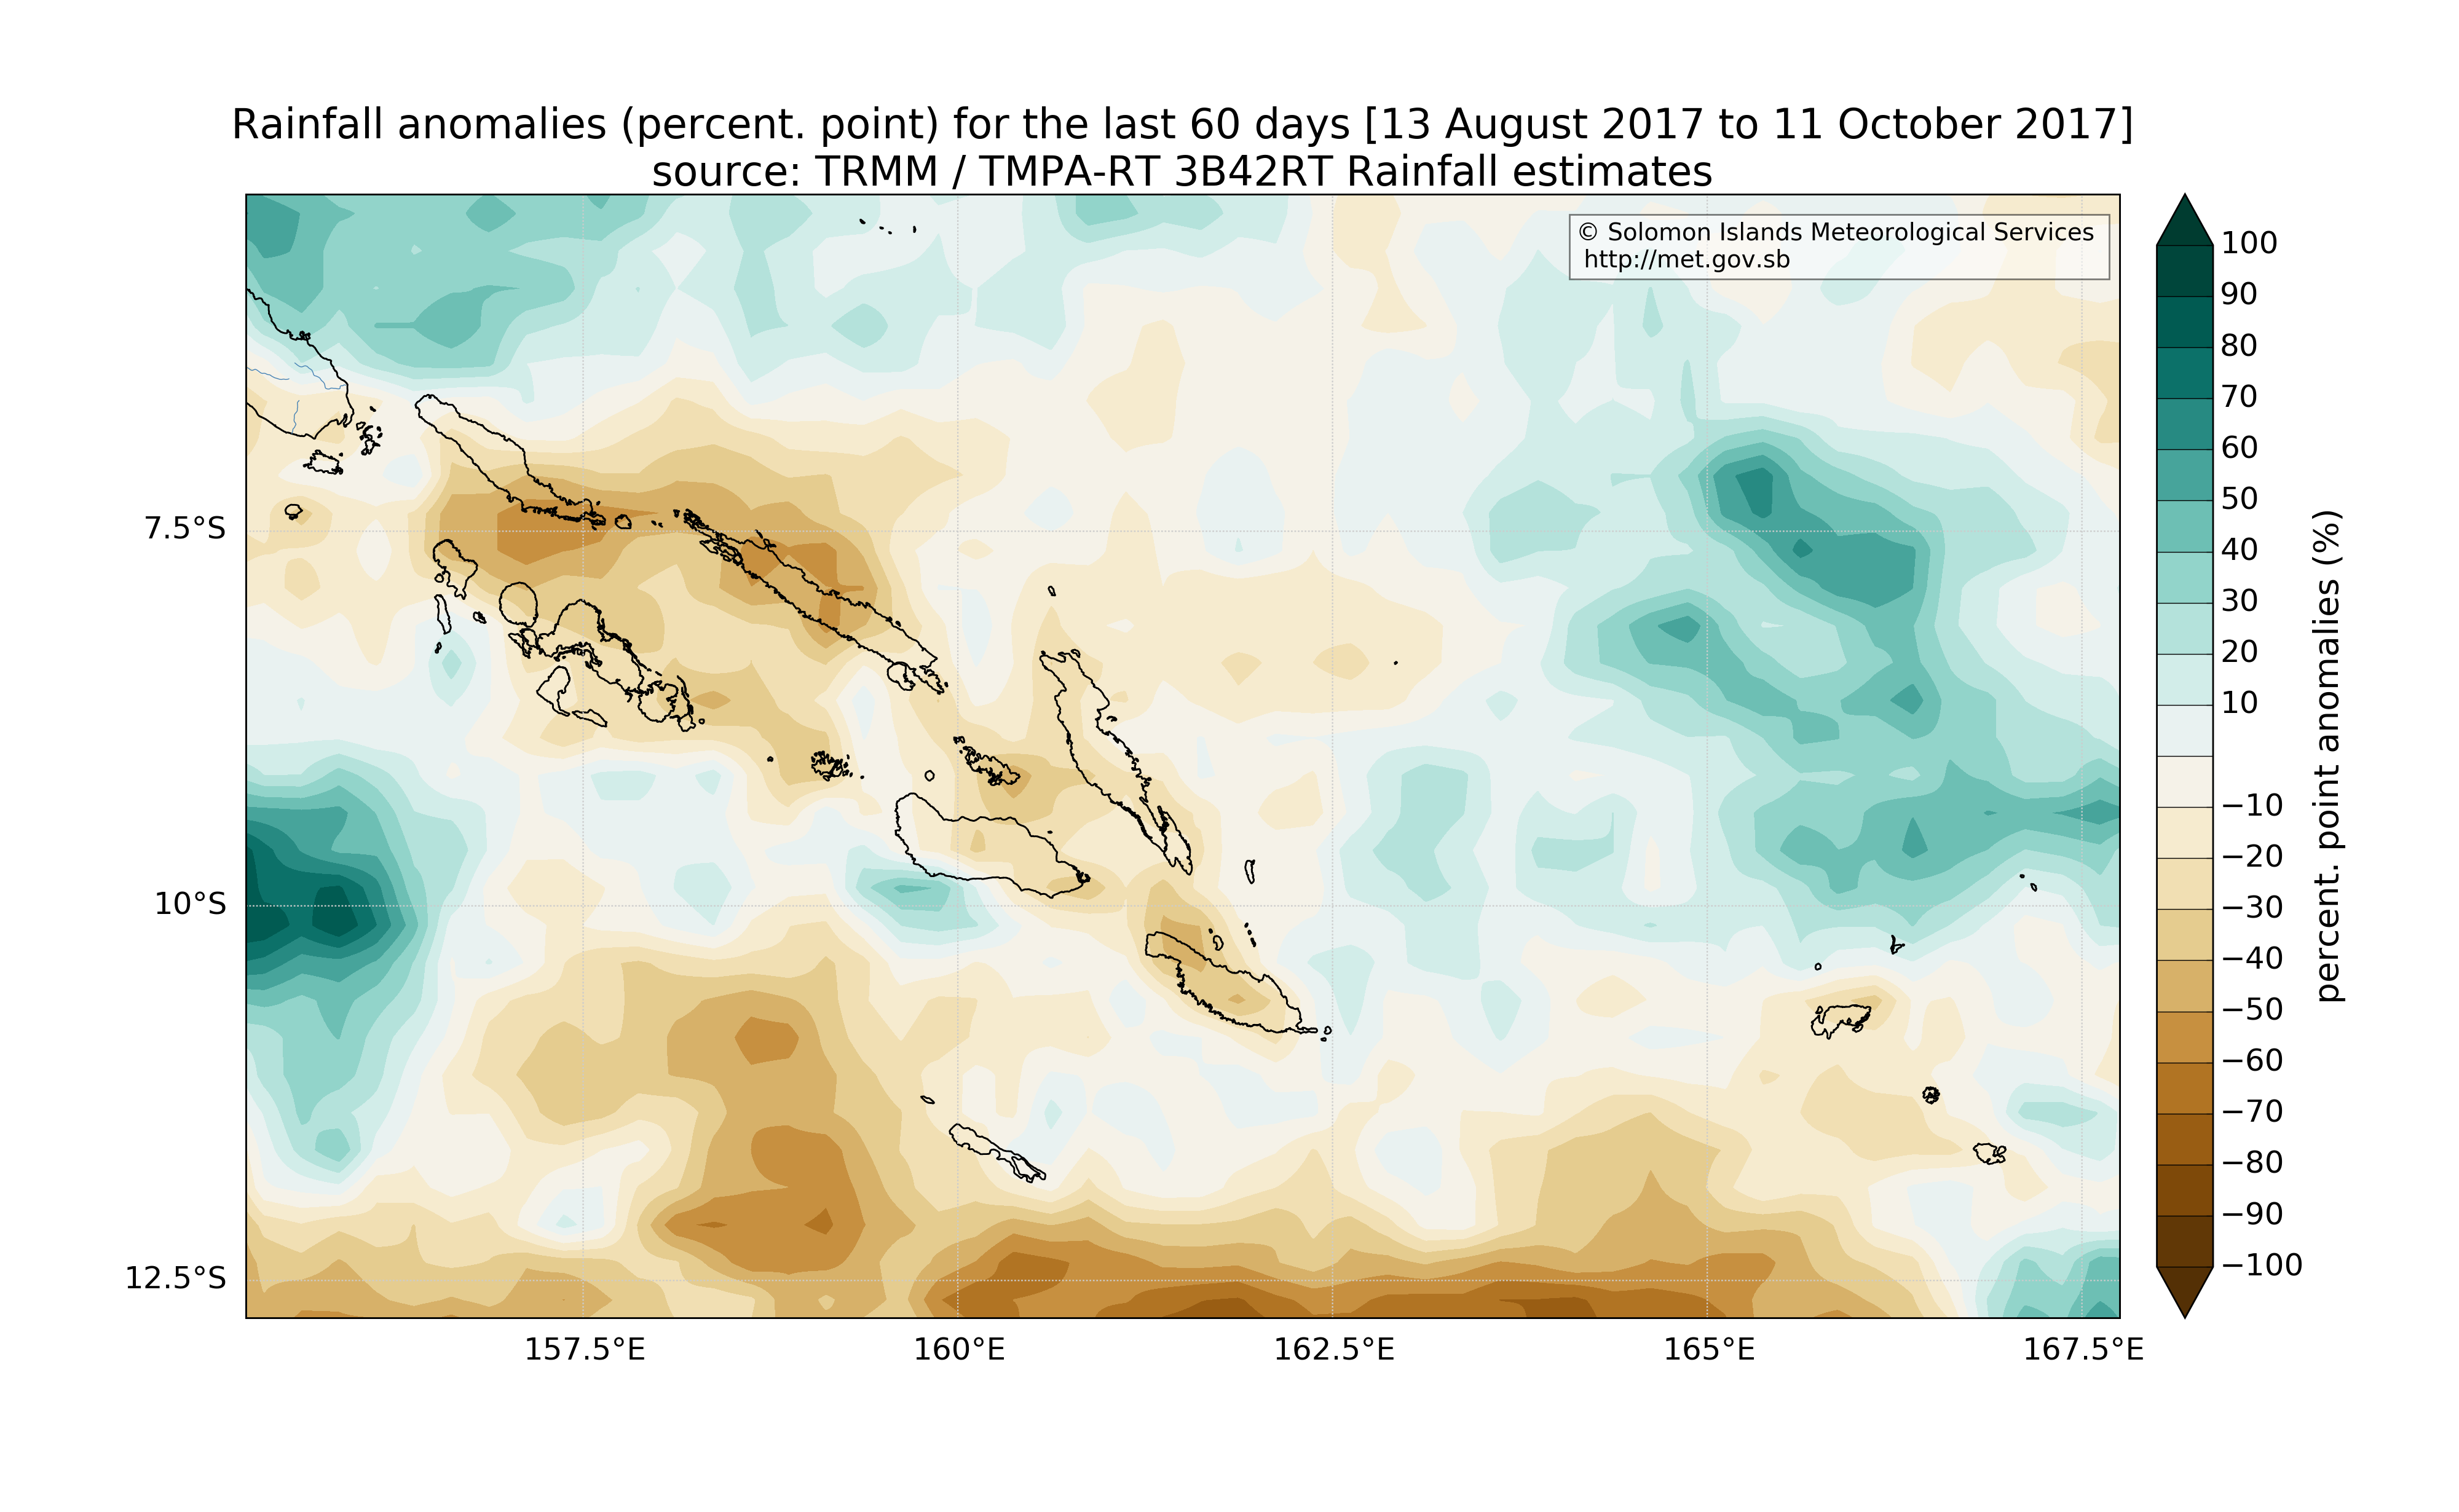 Rainfall anomalies (percent. point) for the last 60 days [13 August 2017 to 11 October 2017]
source: TRMM / TMPA-RT 3B42RT Rainfall estimates
© Solomon Islands Meteorological Services
http://met.gov.sb
7.5°S
10°S
12.5°S
157.5°E
160°E
162.5°E
165°E
167.5°E
100
90
80
70
60
50
40
30
20
10
−10
−20
−30
−40
−50
−60
−70
−80
−90
−100
percent. point anomalies (%)